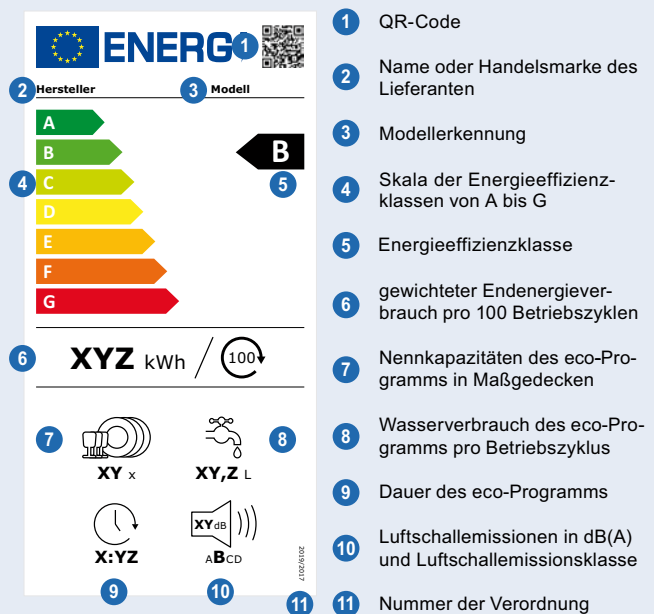 ENERG 1
2 Hersteller 3 Modell
A
B
4 C
D
E
F
G
B
5
6 XYZ kWh / 100
7 8
XY x XY,Z L
XYdB
X:YZ ABCD
2019/2017
9 10 11
1 QR-Code
2 Name oder Handelsmarke des
Lieferanten
3 Modellerkennung
4 Skala der Energieeffizienz-
klassen von A bis G
5 Energieeffizienzklasse
6 gewichteter Endenergiever-
brauch pro 100 Betriebszyklen
7 Nennkapazitäten des eco-Pro-
gramms in Maßgedecken
8 Wasserverbrauch des eco-Pro-
gramms pro Betriebszyklus
9 Dauer des eco-Programms
10 Luftschallemissionen in dB(A)
und Luftschallemissionsklasse
11 Nummer der Verordnung